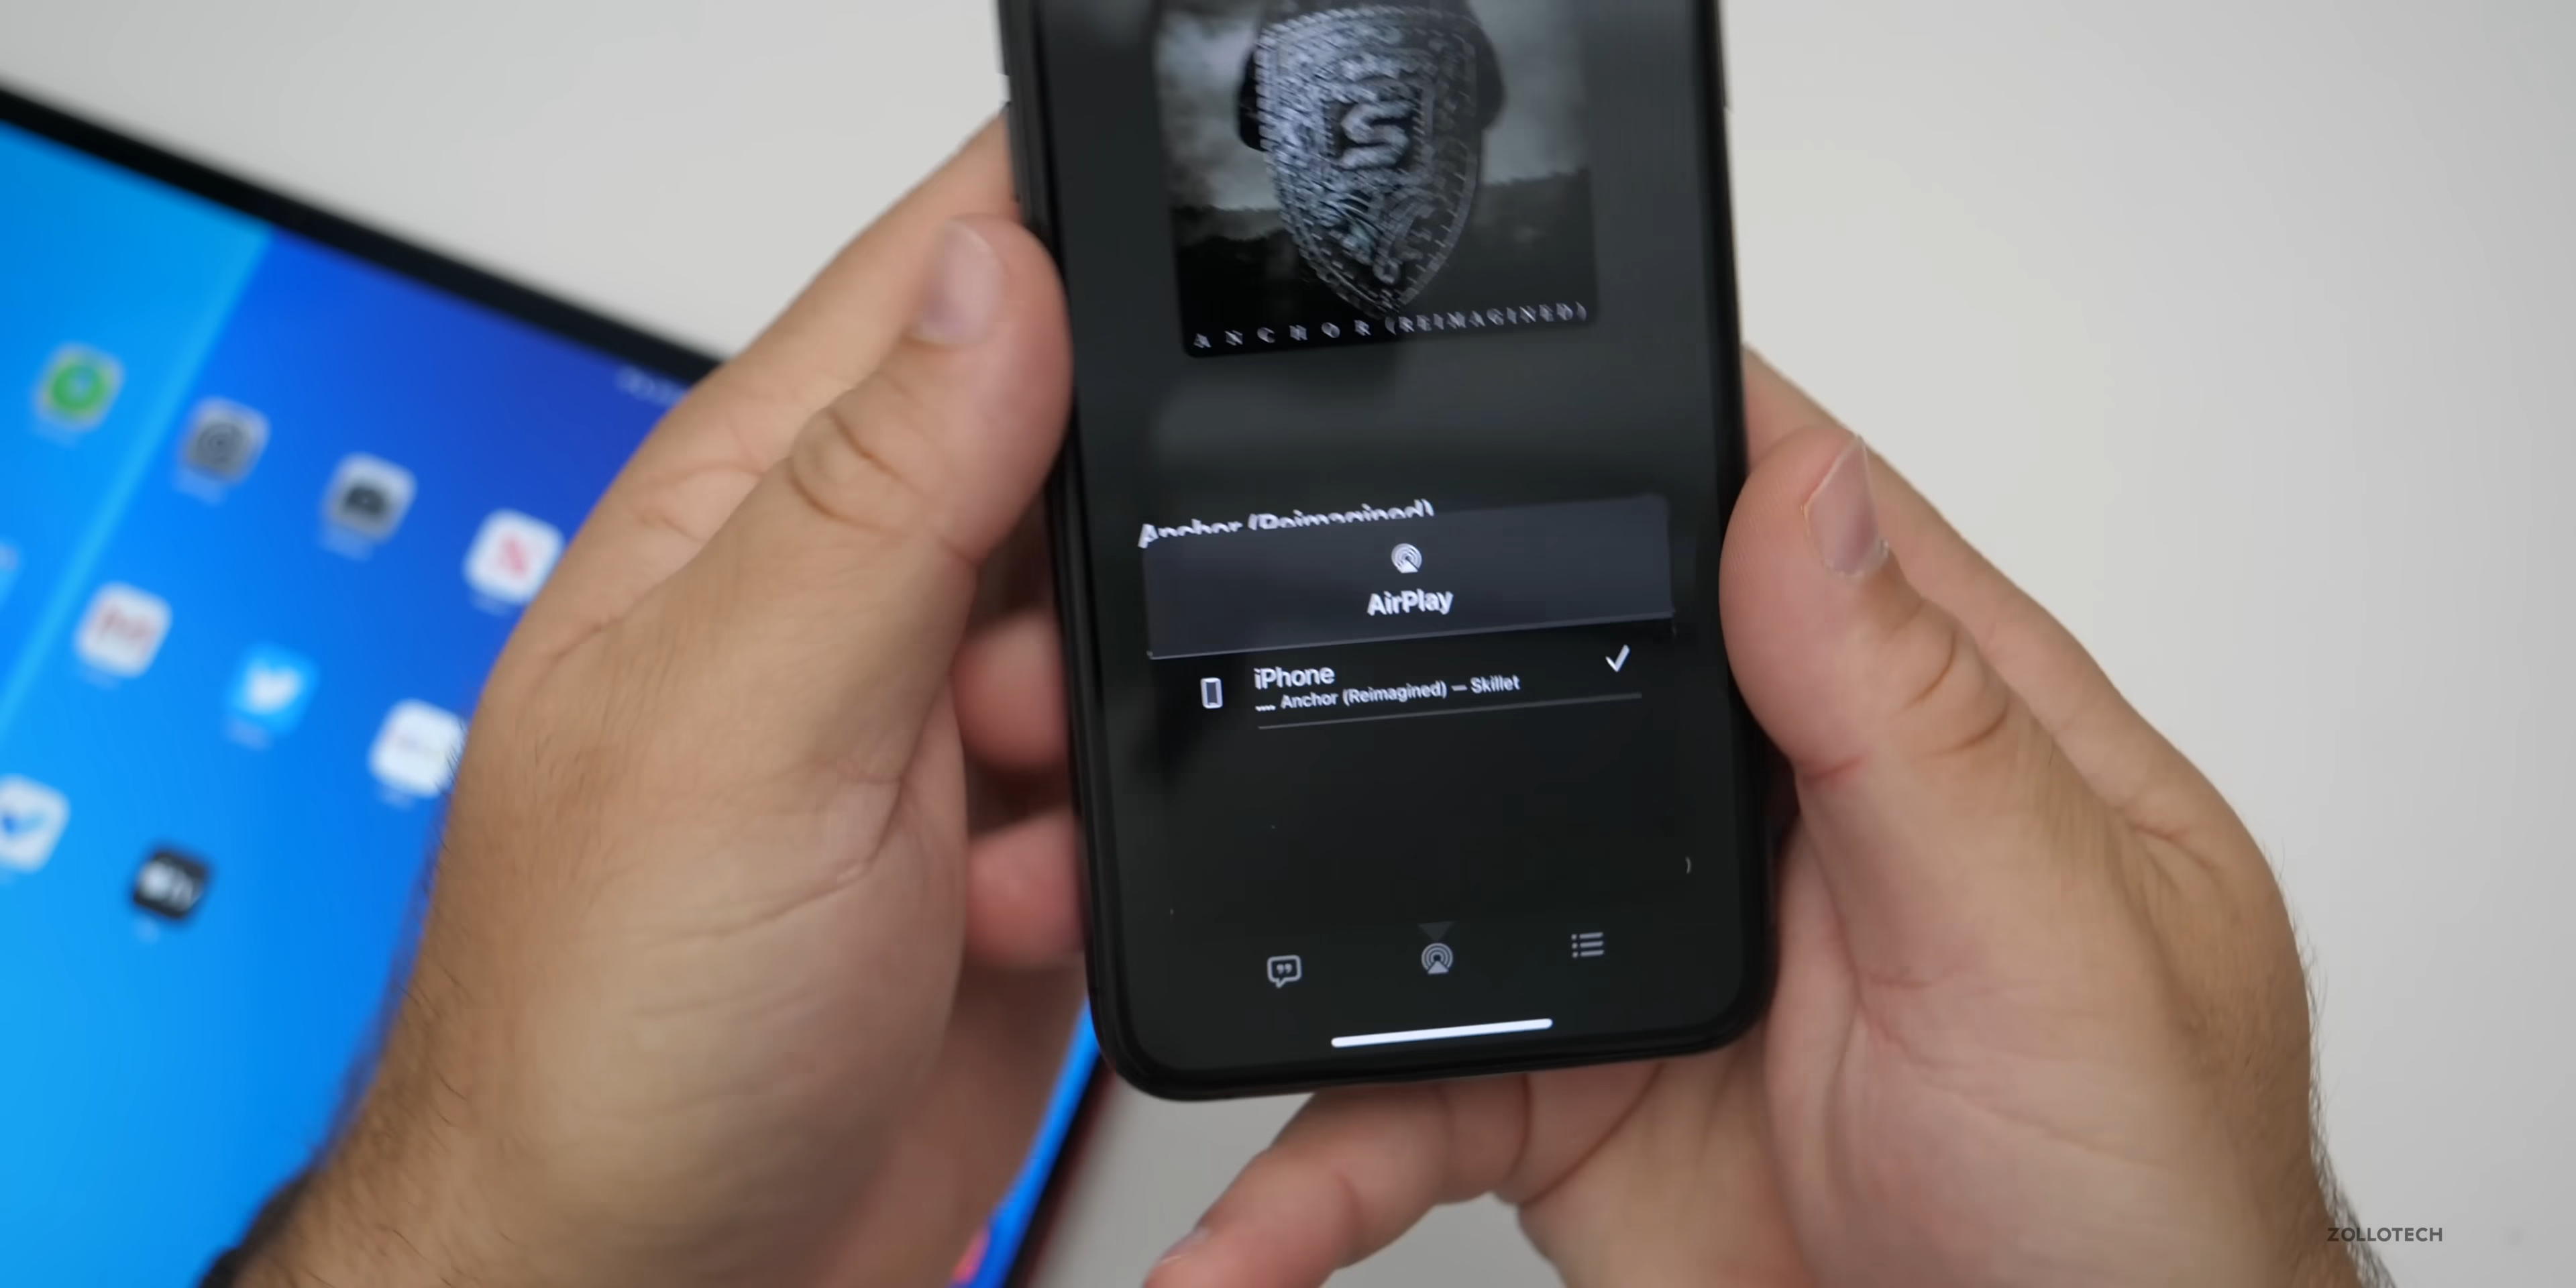 S
ANCHOR (REIMAGINED)
Anchor (Reimagined)
AirPlay
iPhone
Anchor (Reimagined) — Skillet
ZOLLOTECH